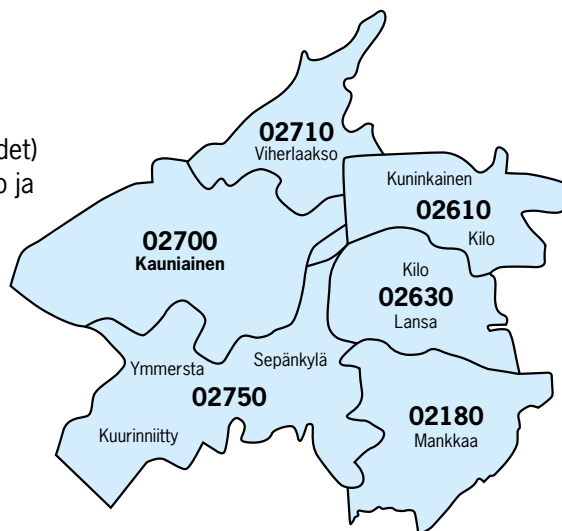 det)
o ja
02710
Viherlaakso
Kuninkainen
02610
Kilo
02700
Kauniainen
Kilo
02630
Lansa
Ymmersta
Sepänkylä
02750
Kuurinniitty
02180
Mankkaa